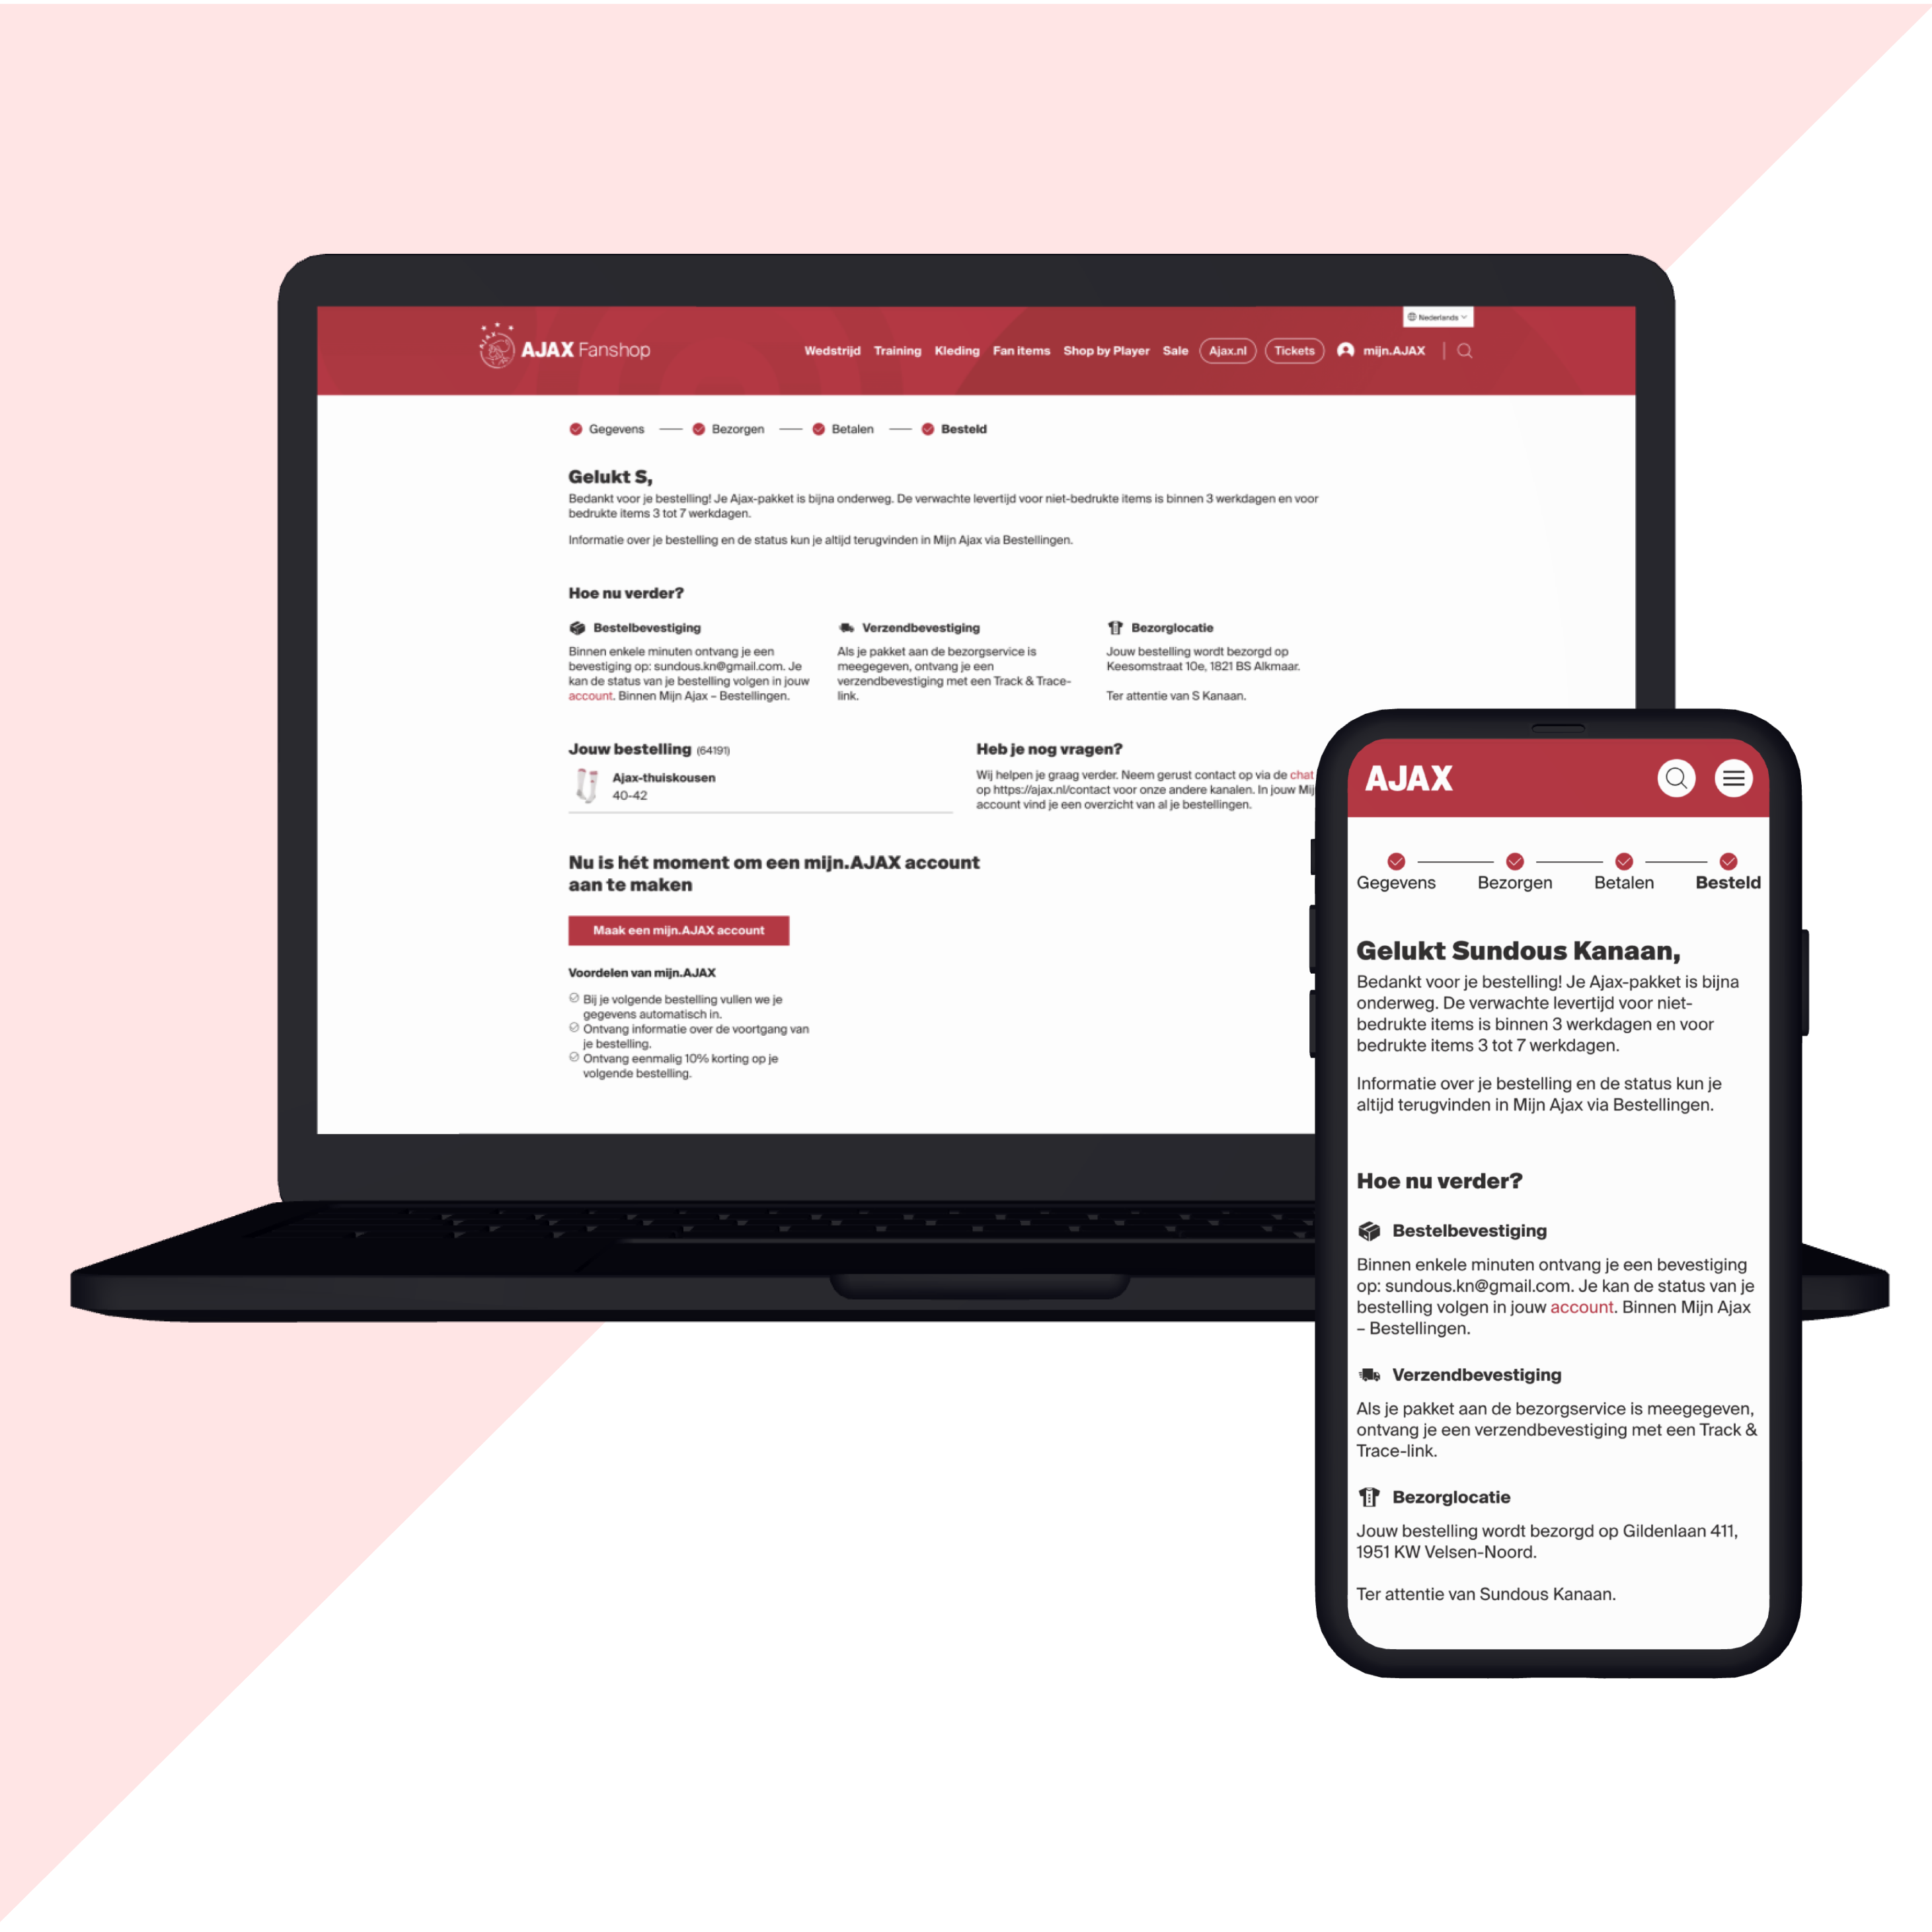 Nederlands
AJAX Fanshop
Wedstrijd Training Kleding Fan items Shop by Player Sale Ajax.nl Tickets mijn.AJAX
Gegevens Bezorgen Betalen Besteld
Gelukt S,
Bedankt voor je bestelling! Je Ajax-pakket is bijna onderweg. De verwachte levertijd voor niet-bedrukte items is binnen 3 werkdagen en voor
bedrukte items 3 tot 7 werkdagen.
Informatie over je bestelling en de status kun je altijd terugvinden in Mijn Ajax via Bestellingen.
Hoe nu verder?
Bestelbevestiging
Binnen enkele minuten ontvang je een
bevestiging op: sundous.kn@gmail.com. Je
kan de status van je bestelling volgen in jouw
account. Binnen Mijn Ajax – Bestellingen.
Verzendbevestiging
Als je pakket aan de bezorgservice is
meegegeven, ontvang je een
verzendbevestiging met een Track & Trace-
link.
Bezorglocatie
Jouw bestelling wordt bezorgd op
Keesomstraat 10e, 1821 BS Alkmaar.
Ter attentie van S Kanaan.
Jouw bestelling (64191)
Ajax-thuiskousen
40-42
Heb je nog vragen?
Wij helpen je graag verder. Neem gerust contact op via de chat
op https://ajax.nl/contact voor onze andere kanalen. In jouw Mij
account vind je een overzicht van al je bestellingen.
Nu is hét moment om een mijn.AJAX account
aan te maken
Maak een mijn.AJAX account
Voordelen van mijn.AJAX
Bij je volgende bestelling vullen we je
gegevens automatisch in.
Ontvang informatie over de voortgang van
je bestelling.
Ontvang eenmalig 10% korting op je
volgende bestelling.
AJAX
Gegevens Bezorgen Betalen Besteld
Gelukt Sundous Kanaan,
Bedankt voor je bestelling! Je Ajax-pakket is bijna
onderweg. De verwachte levertijd voor niet-
bedrukte items is binnen 3 werkdagen en voor
bedrukte items 3 tot 7 werkdagen.
Informatie over je bestelling en de status kun je
altijd terugvinden in Mijn Ajax via Bestellingen.
Hoe nu verder?
Bestelbevestiging
Binnen enkele minuten ontvang je een bevestiging
op: sundous.kn@gmail.com. Je kan de status van je
bestelling volgen in jouw account. Binnen Mijn Ajax
– Bestellingen.
Verzendbevestiging
Als je pakket aan de bezorgservice is meegegeven,
ontvang je een verzendbevestiging met een Track &
Trace-link.
Bezorglocatie
Jouw bestelling wordt bezorgd op Gildenlaan 411,
1951 KW Velsen-Noord.
Ter attentie van Sundous Kanaan.